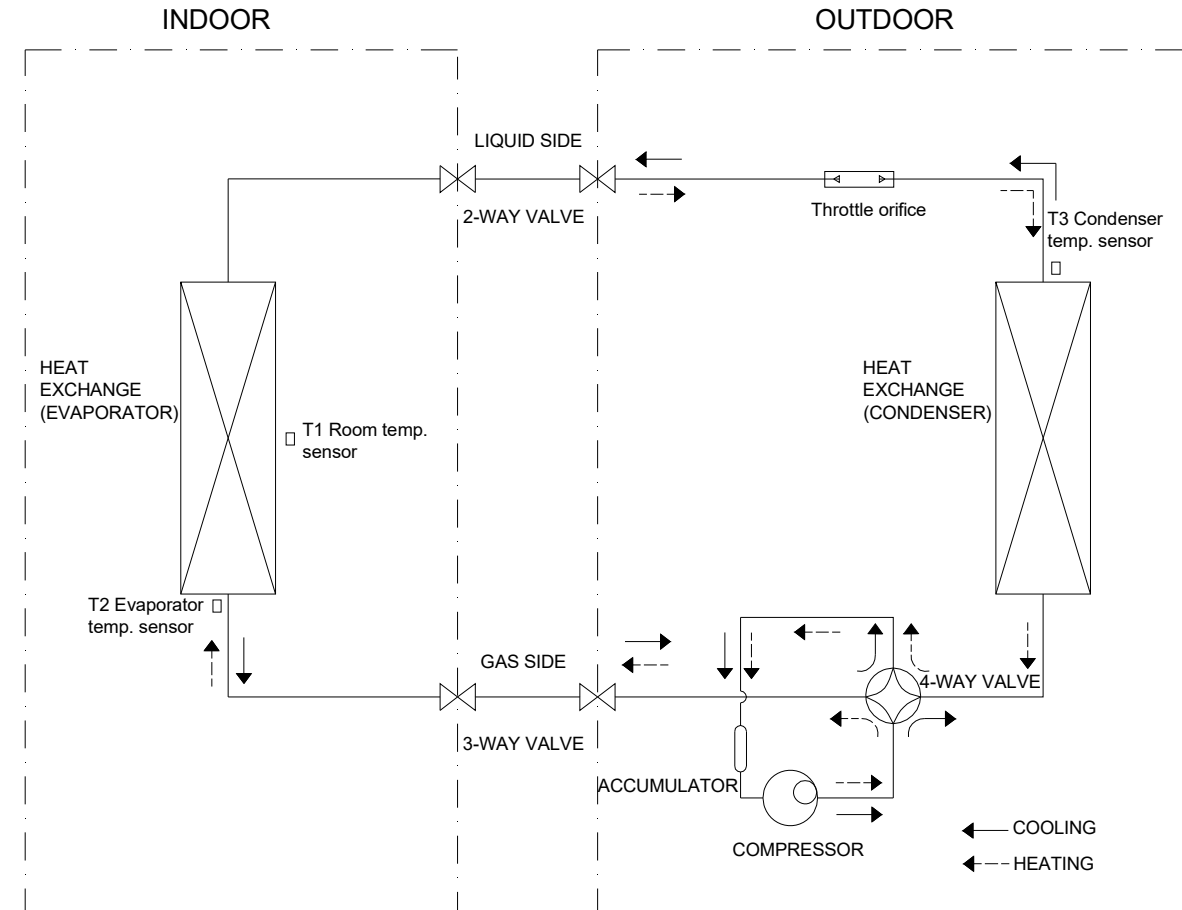 INDOOR
OUTDOOR
LIQUID SIDE
2-WAY VALVE
Throttle orifice
T3 Condenser
temp. sensor
HEAT
EXCHANGE
(EVAPORATOR)
T1 Room temp.
sensor
HEAT
EXCHANGE
(CONDENSER)
T2 Evaporator
temp. sensor
GAS SIDE
3-WAY VALVE
4-WAY VALVE
ACCUMULATOR
COMPRESSOR
COOLING
HEATING